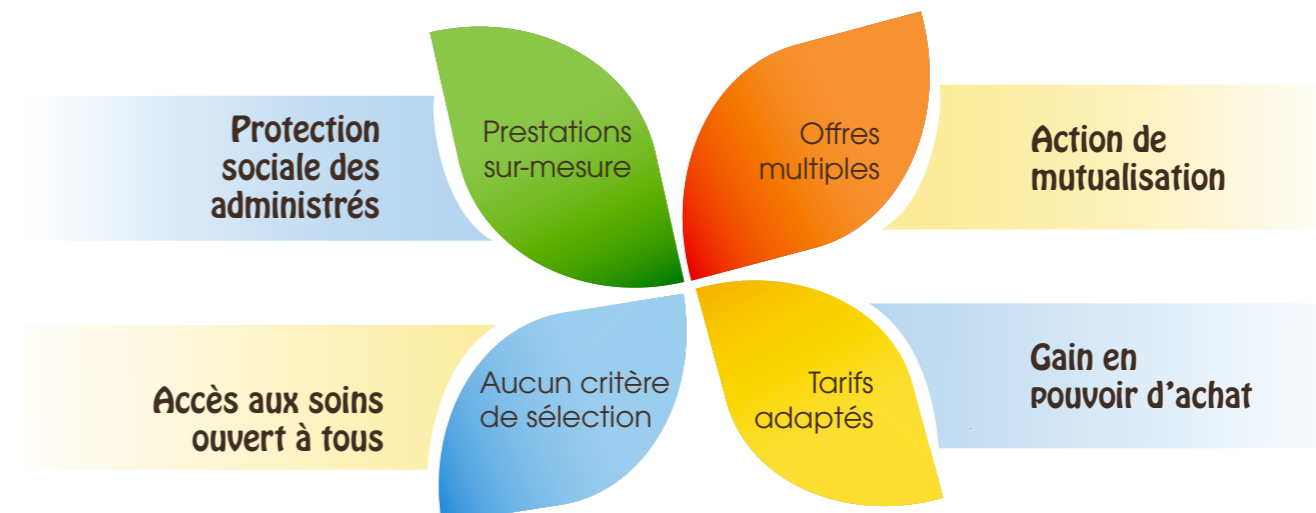 Protection
sociale des
administrés
Prestations
sur-mesure
Offres
multiples
Action de
mutualisation
Accès aux soins
ouvert à tous
Aucun critère
de sélection
Tarifs
adaptés
Gain en
pouvoir d'achat